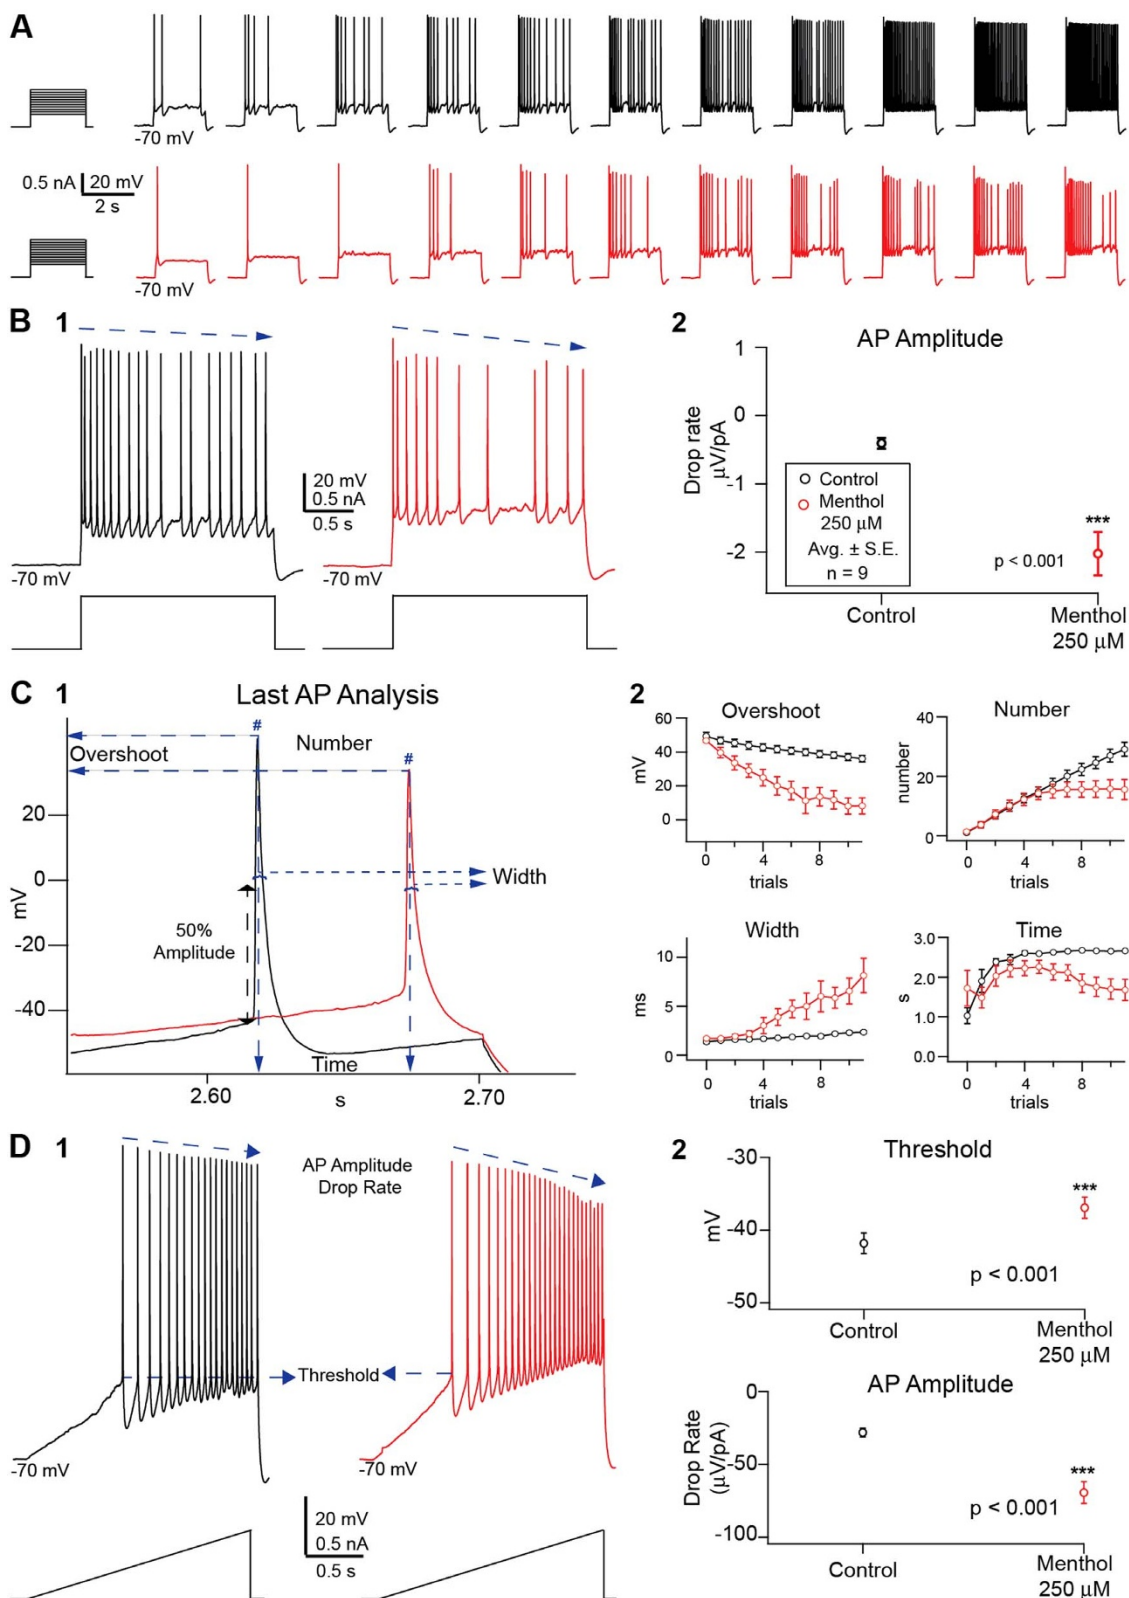 A
-70 mV
0.5 nA
20 mV
2 s
-70 mV
B
1
-70 mV
20 mV
0.5 nA
0.5 s
-70 mV
2
AP Amplitude
Drop rate
μV/pA
1
0
-1
-2
Control
Menthol
250 μM
Avg. ± S.E.
n = 9
***
p < 0.001
Control
Menthol
250 μM
C
1
Last AP Analysis
#
Overshoot
Number
#
mV
20
0
-20
-40
Width
50%
Amplitude
Time
2.60
s
2.70
2
Overshoot
mV
60
40
20
0
0
4
8
trials
Number
number
40
20
0
0
4
8
trials
Width
ms
10
5
0
0
4
8
trials
Time
s
3.0
2.0
1.0
0.0
0
4
8
trials
D
1
AP Amplitude
Drop Rate
Threshold
-70 mV
-70 mV
20 mV
0.5 nA
0.5 s
2
Threshold
mV
-30
-40
-50
***
p < 0.001
Control
Menthol
250 μM
AP Amplitude
Drop Rate
(μV/pA)
0
-50
-100
***
p < 0.001
Control
Menthol
250 μM